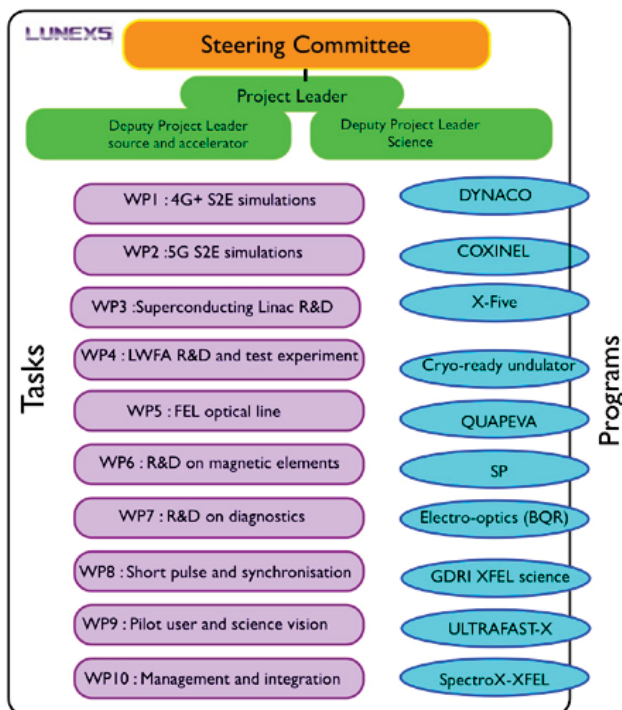 LUNEX5
Steering Committee
Project Leader
Deputy Project Leader
source and accelerator
Deputy Project Leader
Science
Tasks
WP1 : 4G+ S2E simulations
WP2 : 5G S2E simulations
WP3 :Superconducting Linac R&D
WP4 : LWFA R&D and test experiment
WP5 : FEL optical line
WP6 : R&D on magnetic elements
WP7 : R&D on diagnostics
WP8 : Short pulse and synchronisation
WP9 : Pilot user and science vision
WP10 : Management and integration
DYNACO
COXINEL
X-Five
Cryo-ready undulator
QUAPEVA
SP
Electro-optics (BQR)
GDRI XFEL science
ULTRAFAST-X
SpectroX-XFEL
Programs